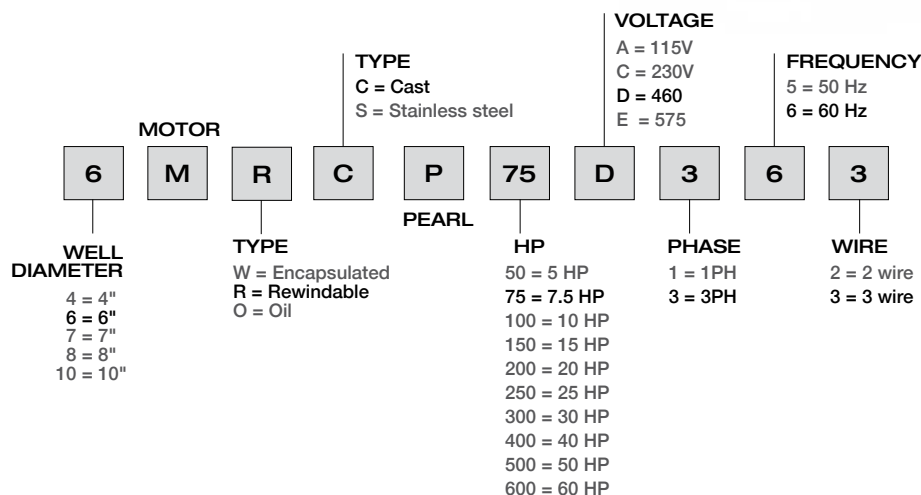 VOLTAGE
A = 115V
C = 230V
D = 460
E = 575
TYPE
C = Cast
S = Stainless steel
FREQUENCY
5 = 50 Hz
6 = 60 Hz
MOTOR
6 M R C P 75 D 3 6 3
PEARL
WELL
DIAMETER
4 = 4"
6 = 6"
7 = 7"
8 = 8"
10 = 10"
TYPE
W = Encapsulated
R = Rewindable
O = Oil
HP
50 = 5 HP
75 = 7.5 HP
100 = 10 HP
150 = 15 HP
200 = 20 HP
250 = 25 HP
300 = 30 HP
400 = 40 HP
500 = 50 HP
600 = 60 HP
PHASE
1 = 1PH
3 = 3PH
WIRE
2 = 2 wire
3 = 3 wire